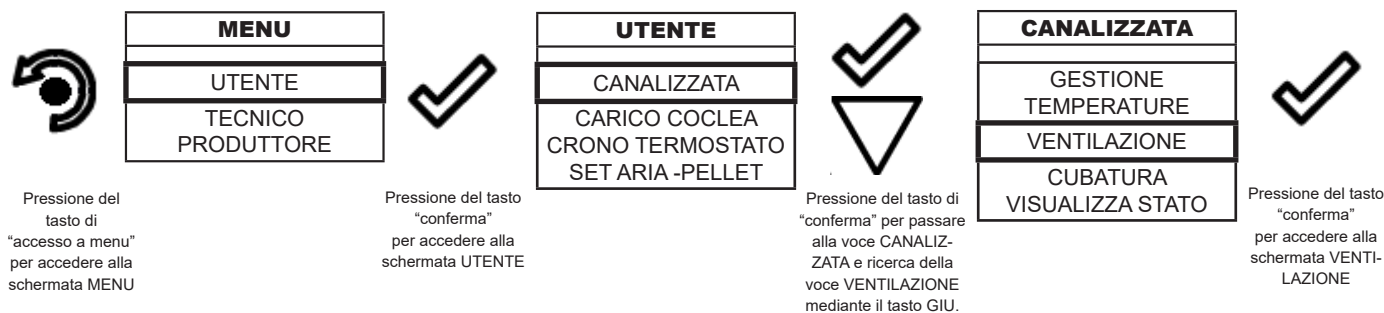 MENU
UTENTE
TECNICO
PRODUTTORE
Pressione del
tasto di
“accesso a menu”
per accedere alla
schermata MENU
Pressione del tasto
“conferma”
per accedere alla
schermata UTENTE
UTENTE
CANALIZZATA
CARICO COCLEA
CRONO TERMOSTATO
SET ARIA -PELLET
Pressione del tasto di
“conferma” per passare
alla voce CANALIZ-
ZATA e ricerca della
voce VENTILAZIONE
mediante il tasto GIU.
CANALIZZATA
GESTIONE
TEMPERATURE
VENTILAZIONE
CUBATURA
VISUALIZZA STATO
Pressione del tasto
“conferma”
per accedere alla
schermata VENTI-
LAZIONE